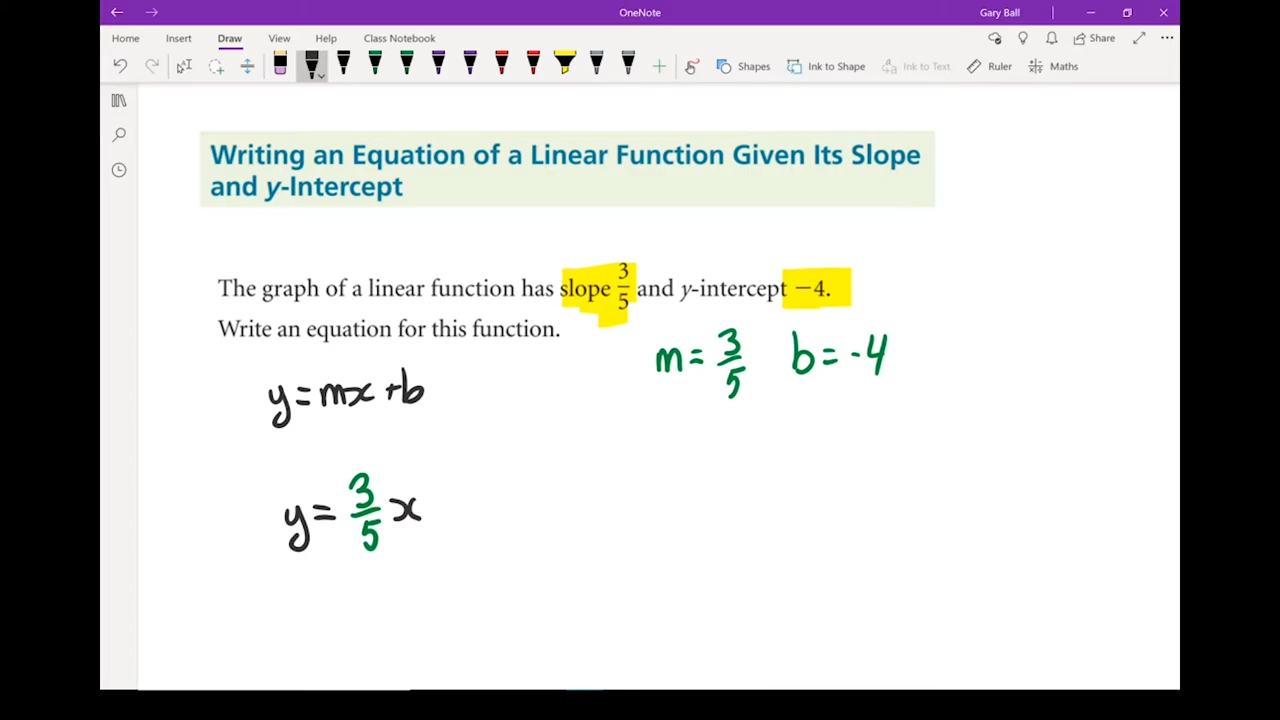 OneNote
Gary Ball
Home Insert Draw View Help Class Notebook
Share
Shapes Ink to Shape Ink to Text Ruler Maths
Writing an Equation of a Linear Function Given Its Slope
and y-Intercept
The graph of a linear function has slope 3/5 and y-intercept −4.
Write an equation for this function.
m = 3/5 b = -4
y = mx + b
y = 3/5 x